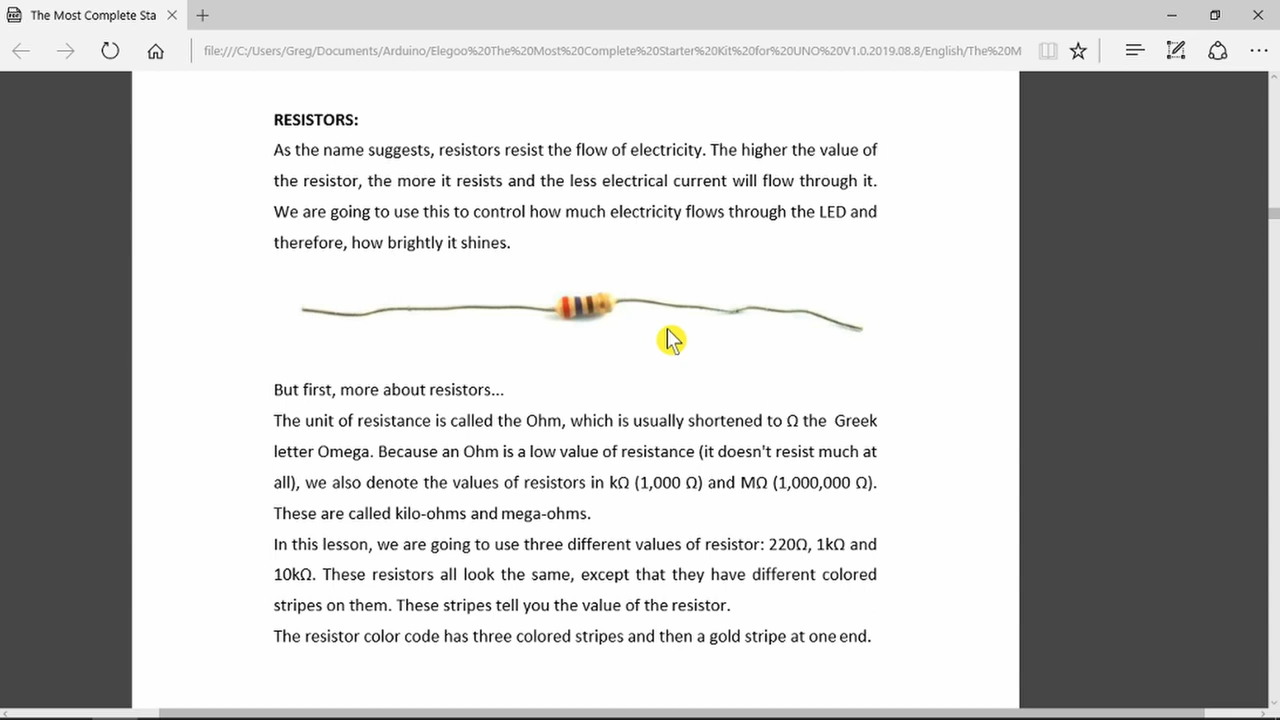 The Most Complete Sta
file:///C:/Users/Greg/Documents/Arduino/Elegoo%20The%20Most%20Complete%20Starter%20Kit%20for%20UNO%20V1.0.2019.08.8/English/The%20M
RESISTORS:
As the name suggests, resistors resist the flow of electricity. The higher the value of
the resistor, the more it resists and the less electrical current will flow through it.
We are going to use this to control how much electricity flows through the LED and
therefore, how brightly it shines.
But first, more about resistors...
The unit of resistance is called the Ohm, which is usually shortened to Ω the Greek
letter Omega. Because an Ohm is a low value of resistance (it doesn't resist much at
all), we also denote the values of resistors in kΩ (1,000 Ω) and MΩ (1,000,000 Ω).
These are called kilo-ohms and mega-ohms.
In this lesson, we are going to use three different values of resistor: 220Ω, 1kΩ and
10kΩ. These resistors all look the same, except that they have different colored
stripes on them. These stripes tell you the value of the resistor.
The resistor color code has three colored stripes and then a gold stripe at one end.